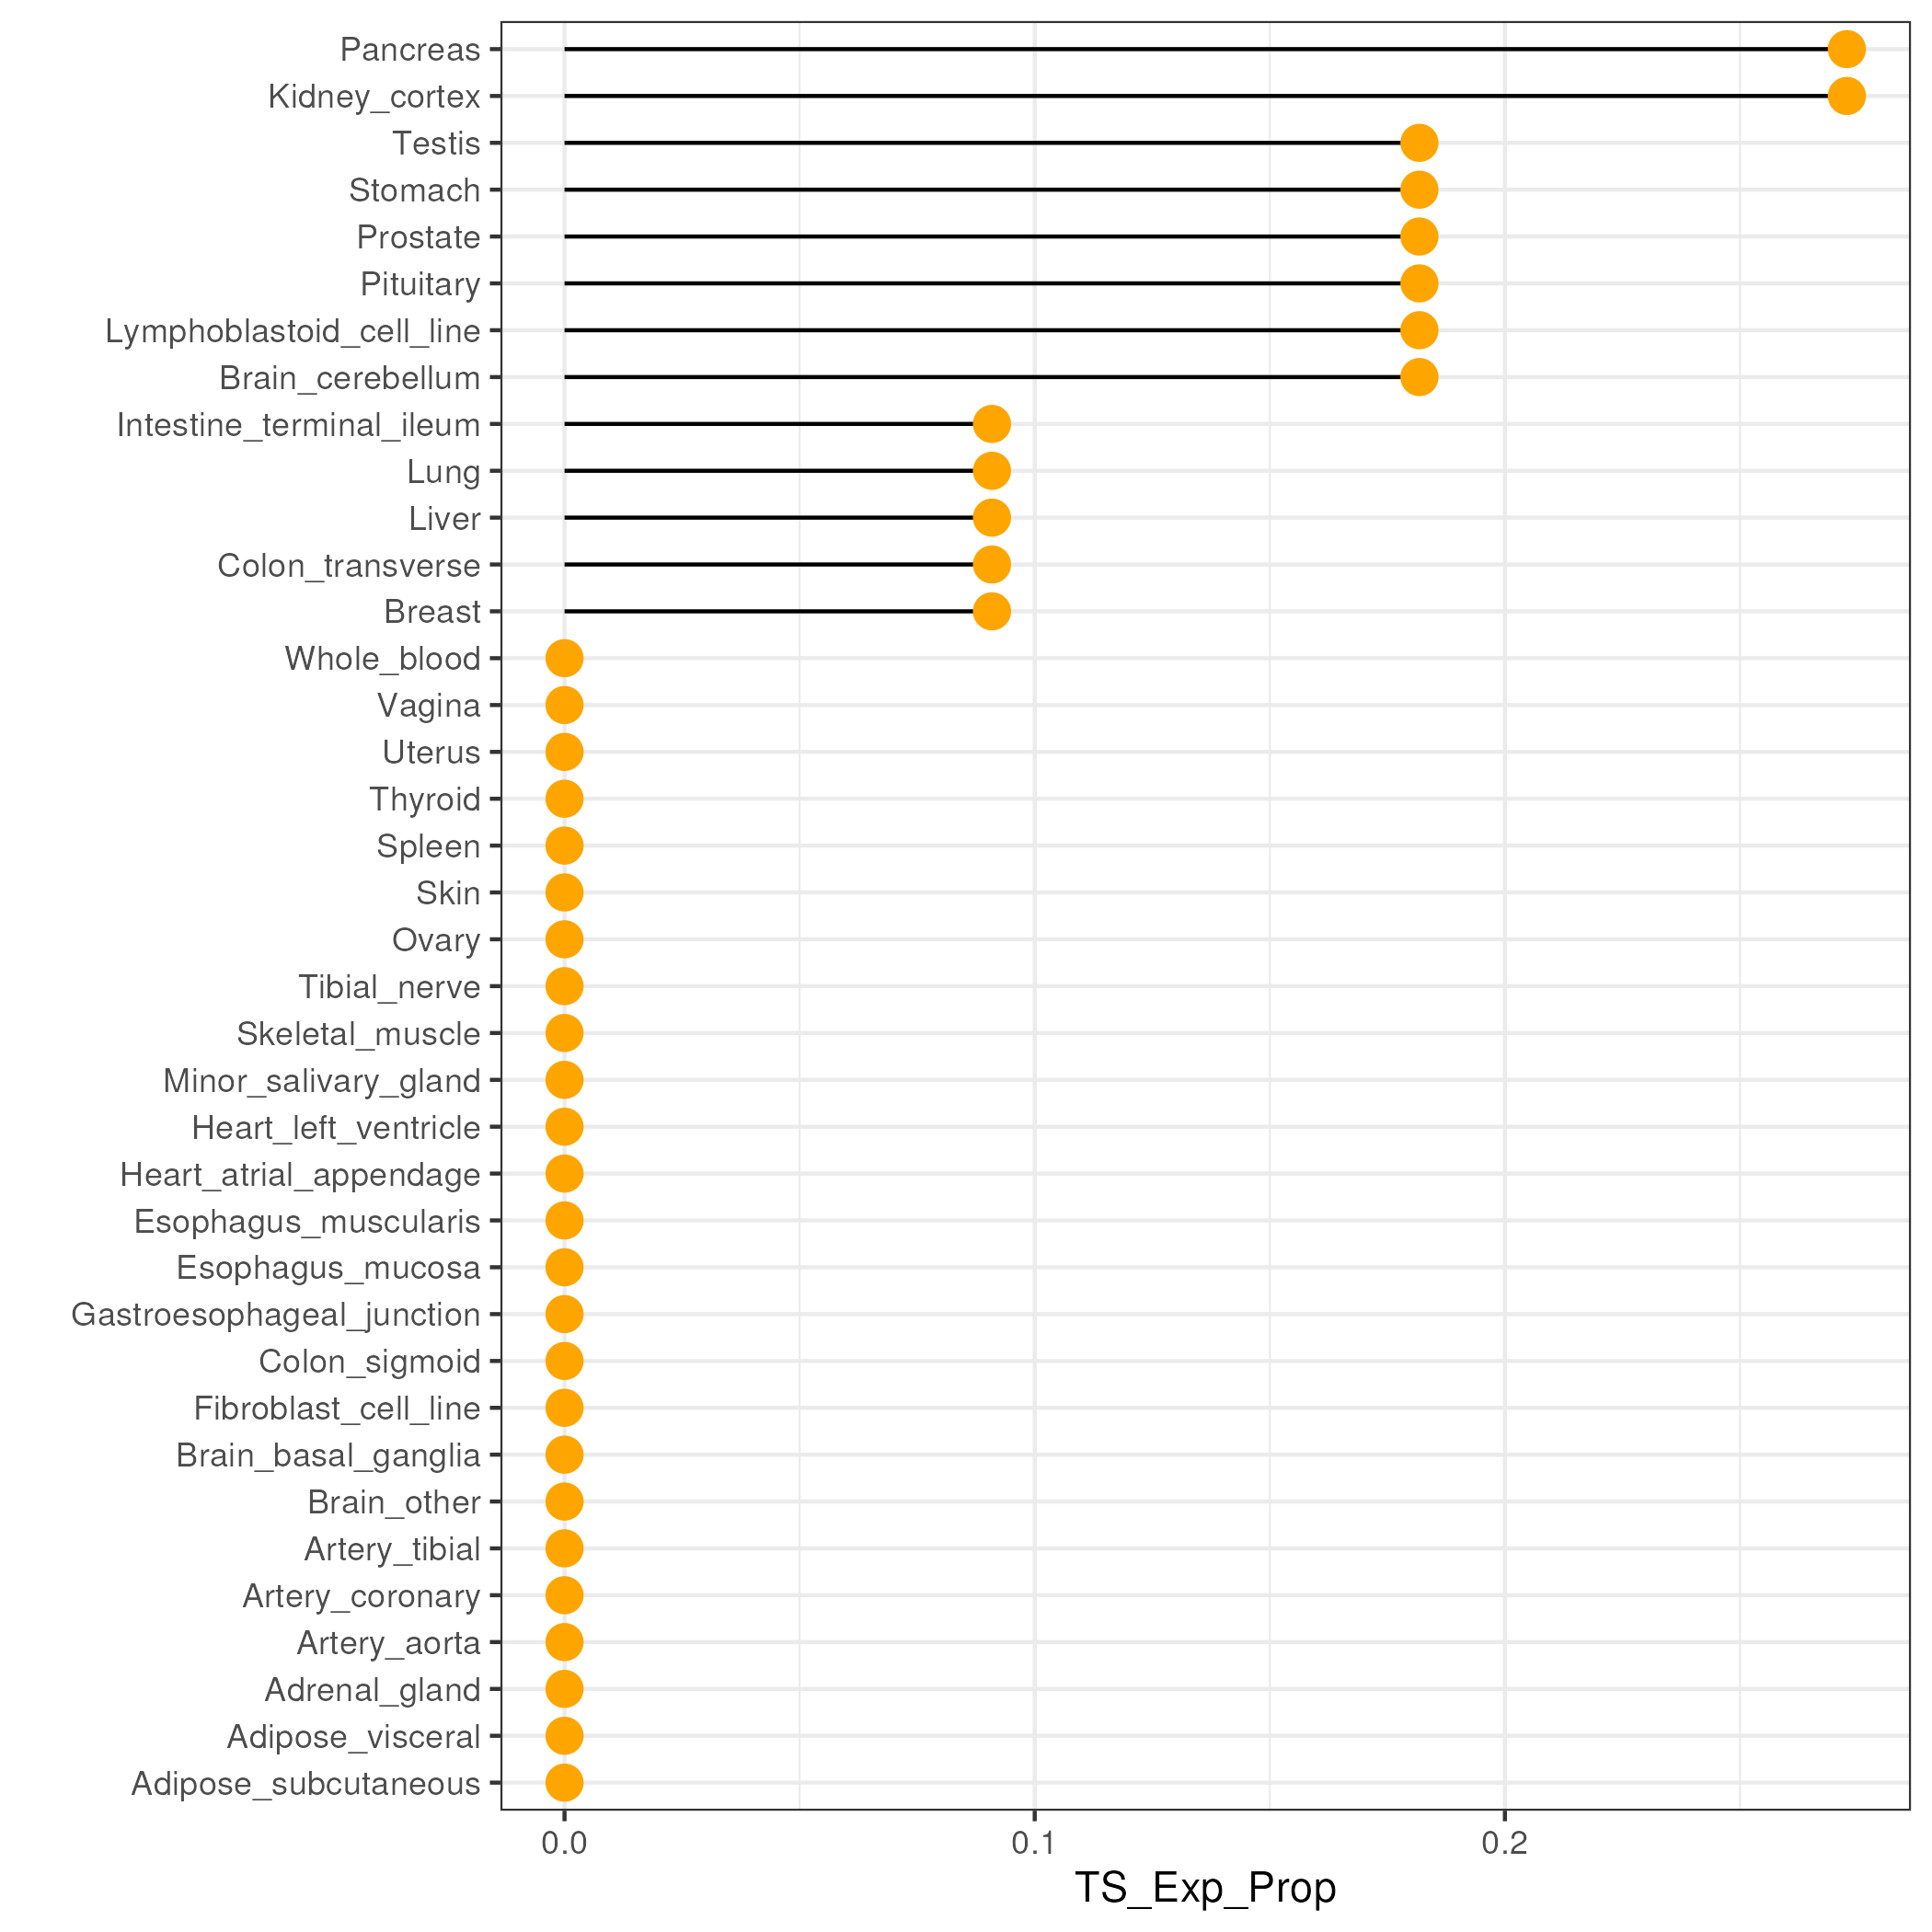 Pancreas
Kidney_cortex
Testis
Stomach
Prostate
Pituitary
Lymphoblastoid_cell_line
Brain_cerebellum
Intestine_terminal_ileum
Lung
Liver
Colon_transverse
Breast
Whole_blood
Vagina
Uterus
Thyroid
Spleen
Skin
Ovary
Tibial_nerve
Skeletal_muscle
Minor_salivary_gland
Heart_left_ventricle
Heart_atrial_appendage
Esophagus_muscularis
Esophagus_mucosa
Gastroesophageal_junction
Colon_sigmoid
Fibroblast_cell_line
Brain_basal_ganglia
Brain_other
Artery_tibial
Artery_coronary
Artery_aorta
Adrenal_gland
Adipose_visceral
Adipose_subcutaneous
0.0 0.1 0.2
TS_Exp_Prop